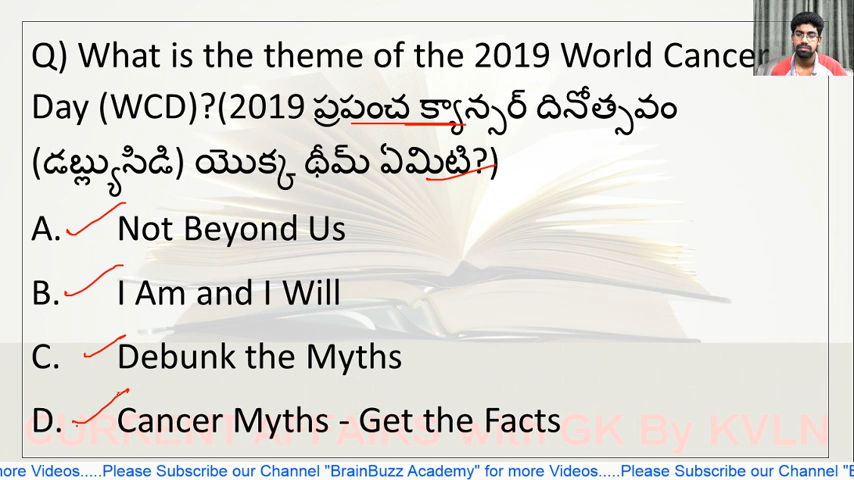 Q) What is the theme of the 2019 World Cancer
Day (WCD)?(2019 ప్రపంచ క్యాన్సర్ దినోత్సవం
(డబ్ల్యుసిడి) యొక్క థీమ్ ఏమిటి?)
A. Not Beyond Us
B. I Am and I Will
C. Debunk the Myths
D. Cancer Myths - Get the Facts
CURRENT AFFAIRS with GK By KVLN
more Videos.....Please Subscribe our Channel "BrainBuzz Academy" for more Videos.....Please Subscribe our Channel "B